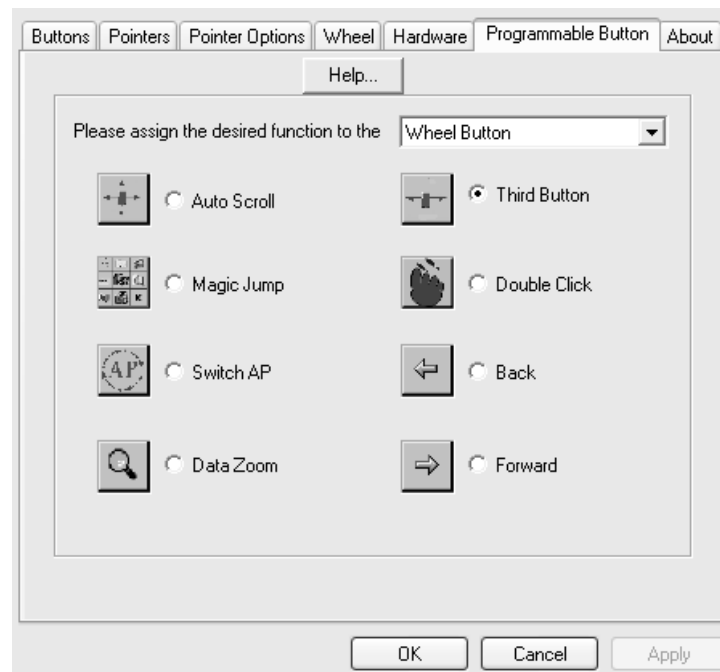 Buttons Pointers Pointer Options Wheel Hardware Programmable Button About
Help...
Please assign the desired function to the Wheel Button
Auto Scroll Third Button
Magic Jump Double Click
AP Switch AP Back
Data Zoom Forward
OK Cancel Apply